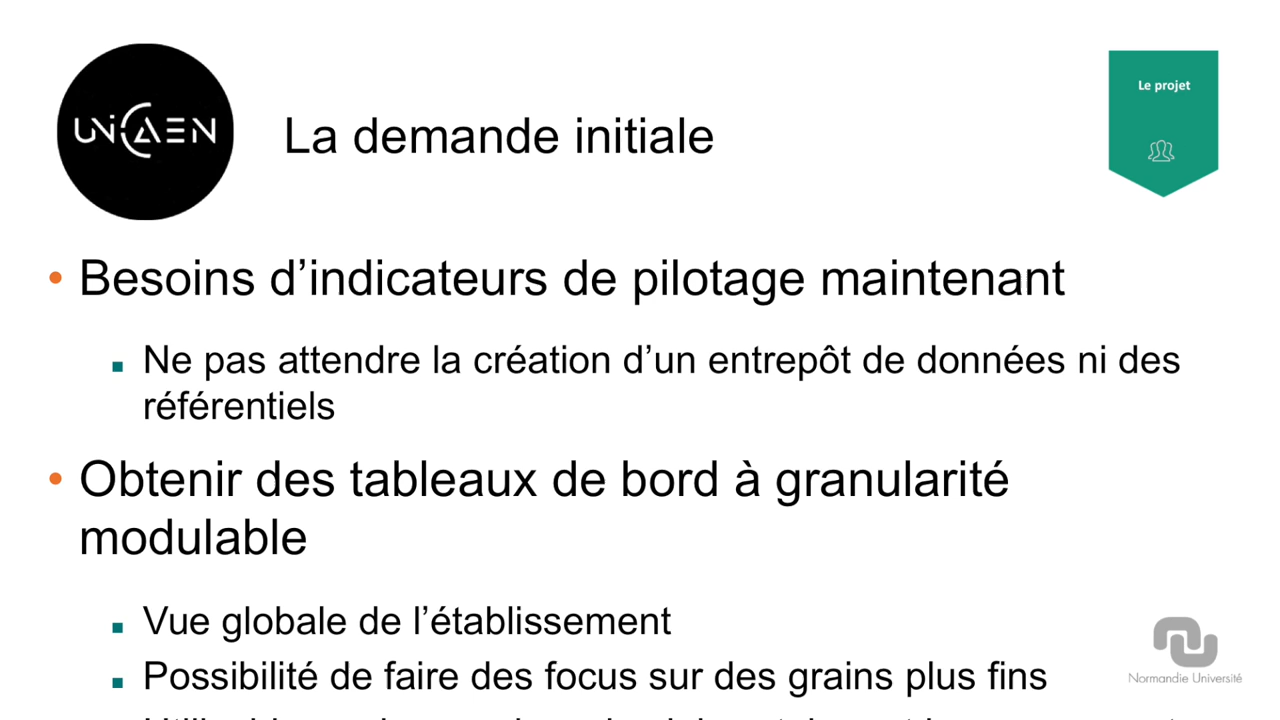 UNICAEN
La demande initiale
Le projet
• Besoins d’indicateurs de pilotage maintenant
▪ Ne pas attendre la création d’un entrepôt de données ni des
référentiels
• Obtenir des tableaux de bord à granularité
modulable
▪ Vue globale de l’établissement
▪ Possibilité de faire des focus sur des grains plus fins
Normandie Université